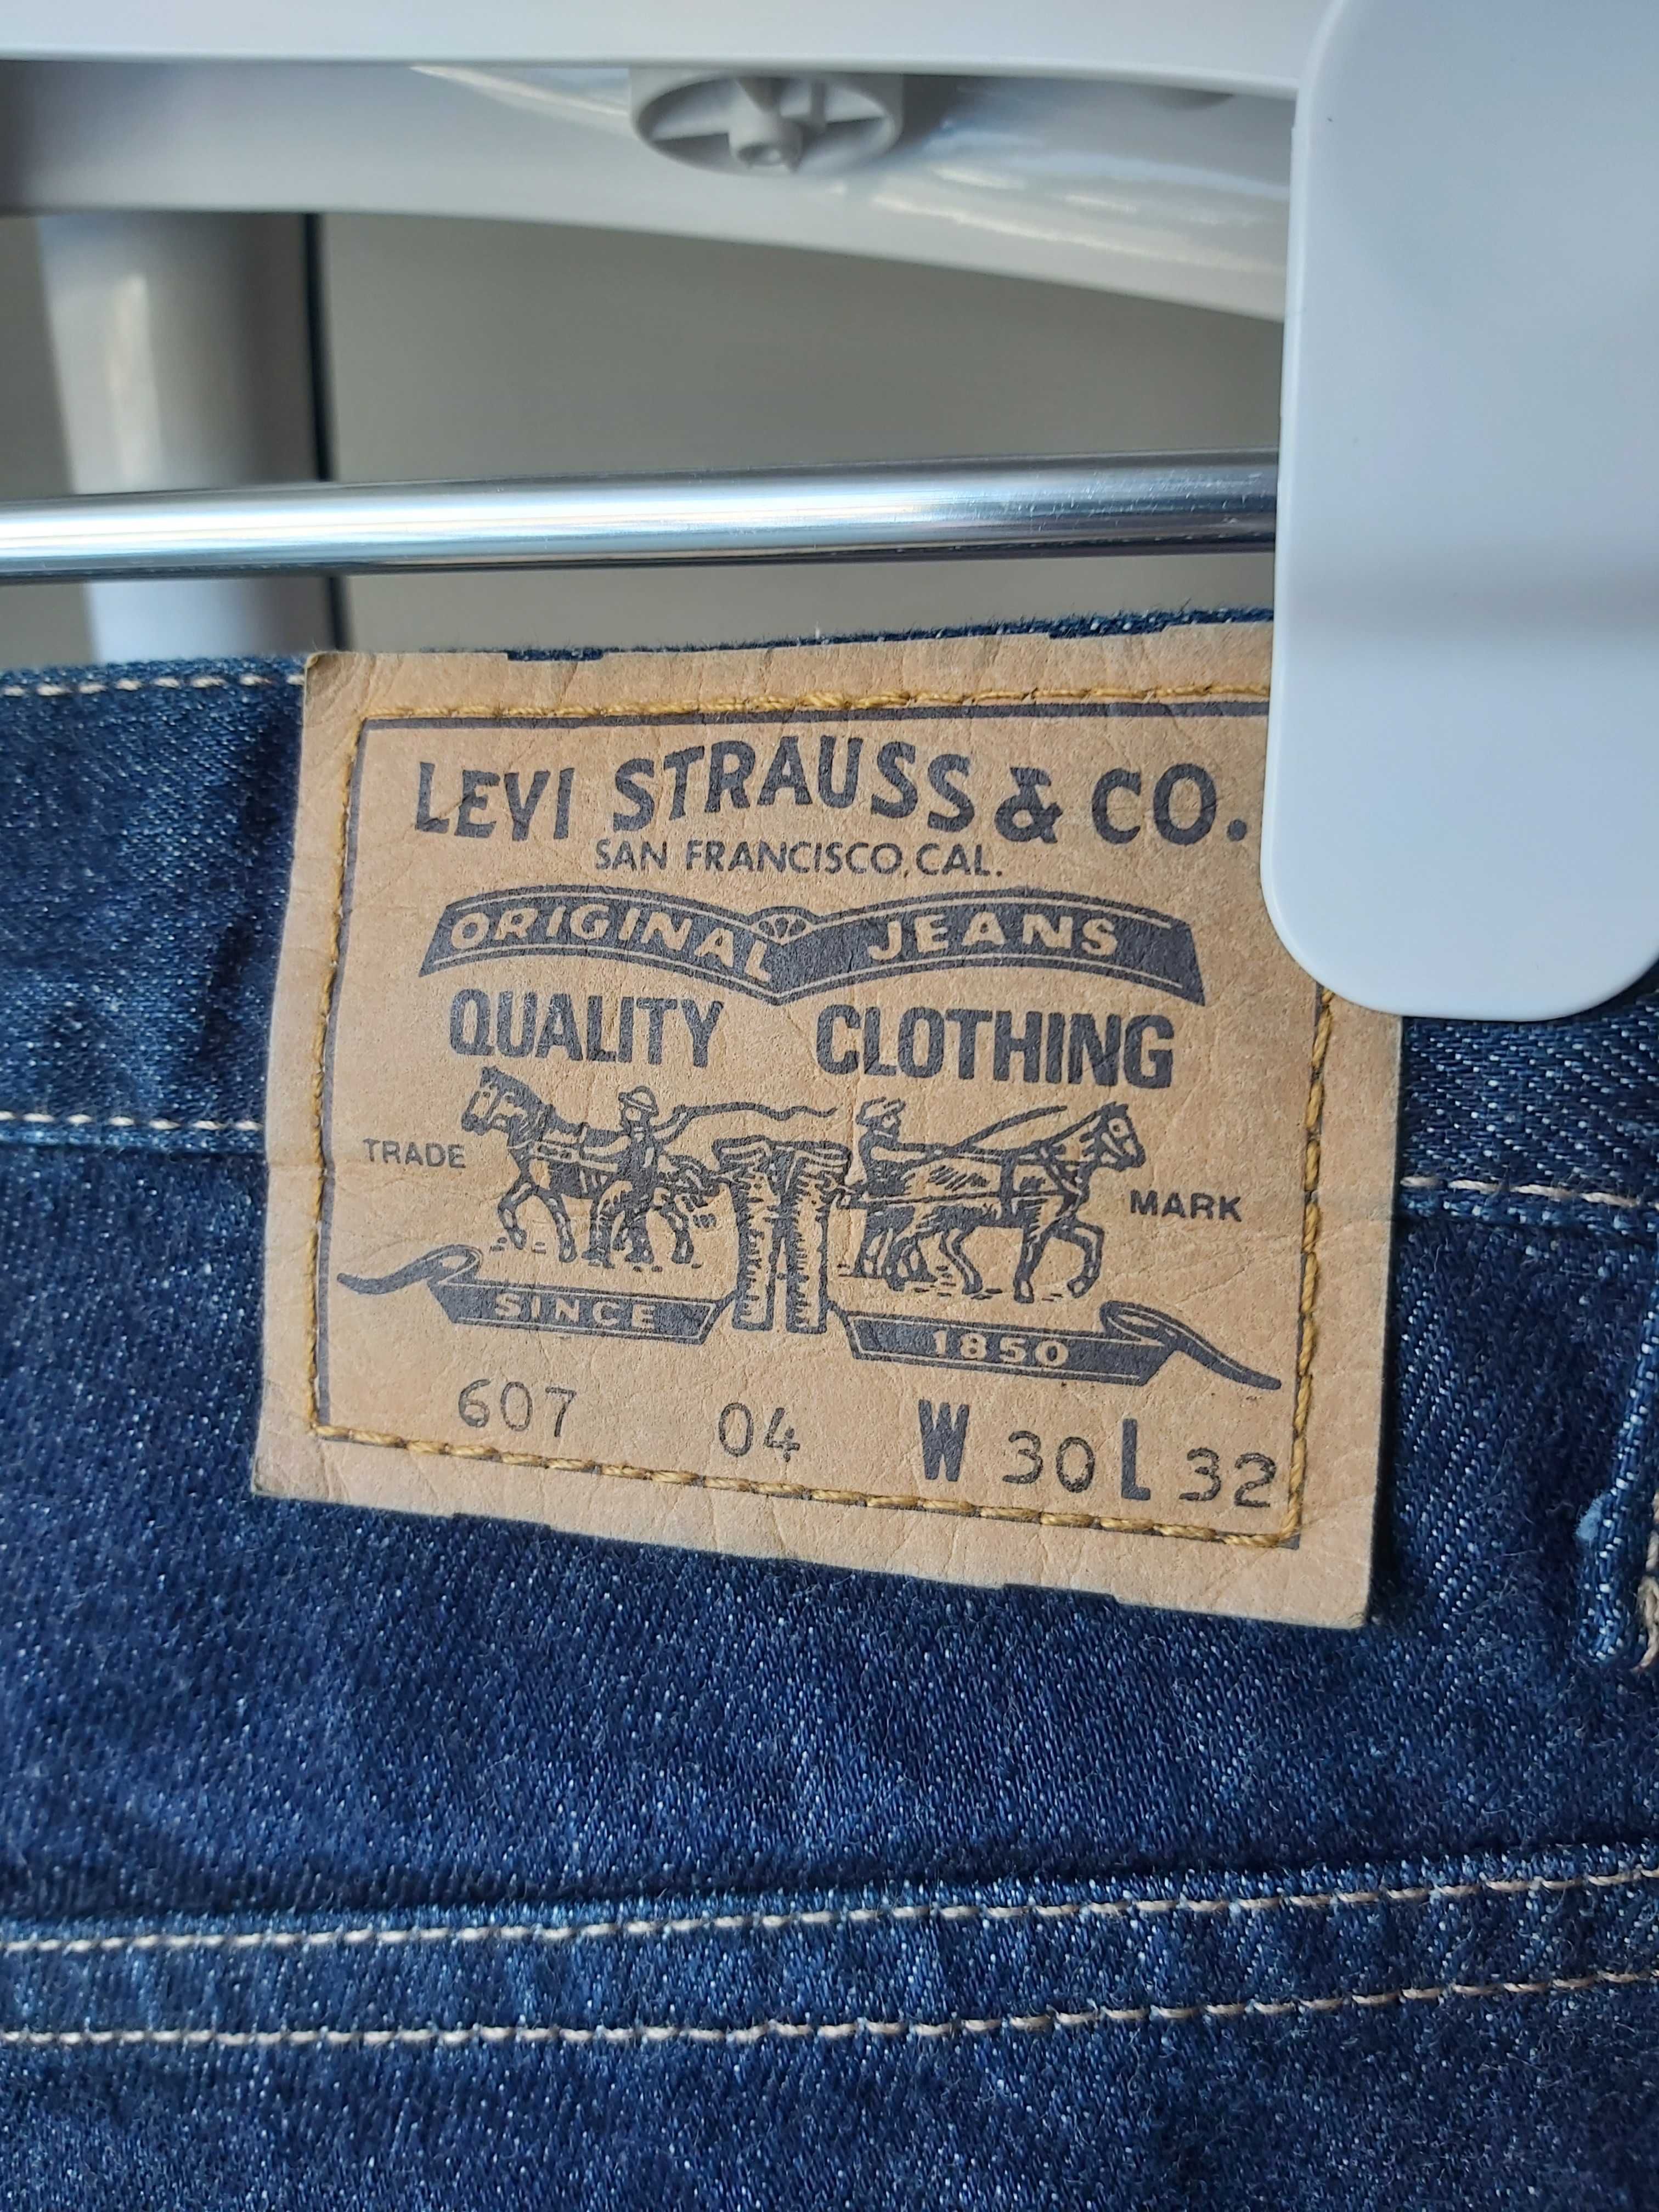 LEVI STRAUSS & CO.
SAN FRANCISCO, CAL.
ORIGINAL JEANS
QUALITY CLOTHING
TRADE MARK
SINCE 1850
607 04 W 30 L 32